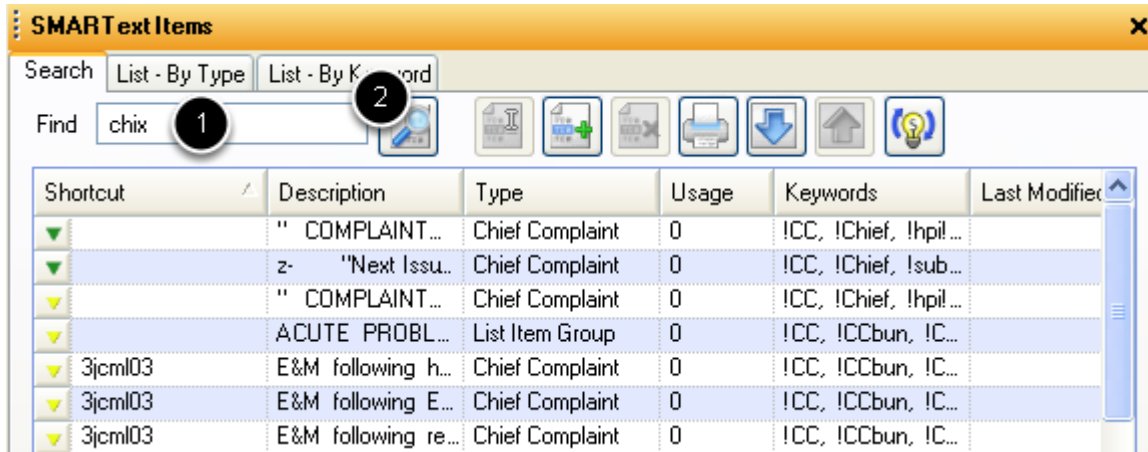 SMARText Items
Search List - By Type List - By Keyword
Find chix 1 2
Shortcut Description Type Usage Keywords Last Modified
" COMPLAINT... Chief Complaint 0 !CC, !Chief, !hpi!...
z- "Next Issu... Chief Complaint 0 !CC, !Chief, !sub...
" COMPLAINT... Chief Complaint 0 !CC, !Chief, !hpi!...
ACUTE PROBL... List Item Group 0 !CC, !CCbun, !C...
3jcml03 E&M following h... Chief Complaint 0 !CC, !CCbun, !C...
3jcml03 E&M following E... Chief Complaint 0 !CC, !CCbun, !C...
3jcml03 E&M following re... Chief Complaint 0 !CC, !CCbun, !C...